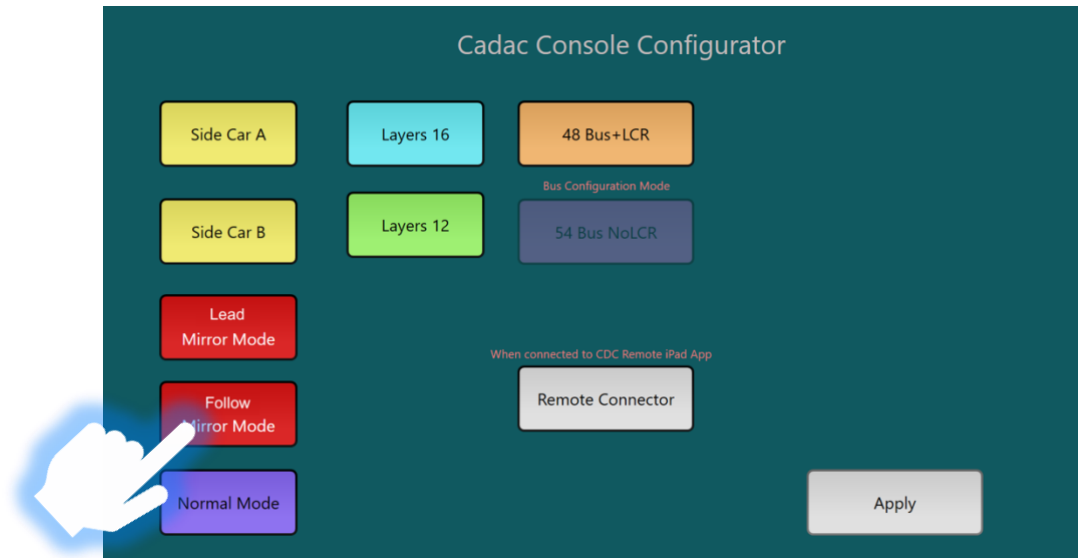 Cadac Console Configurator
Side Car A
Layers 16
48 Bus+LCR
Bus Configuration Mode
Side Car B
Layers 12
54 Bus NoLCR
Lead
Mirror Mode
When connected to CDC Remote iPad App
Follow
Mirror Mode
Remote Connector
Normal Mode
Apply